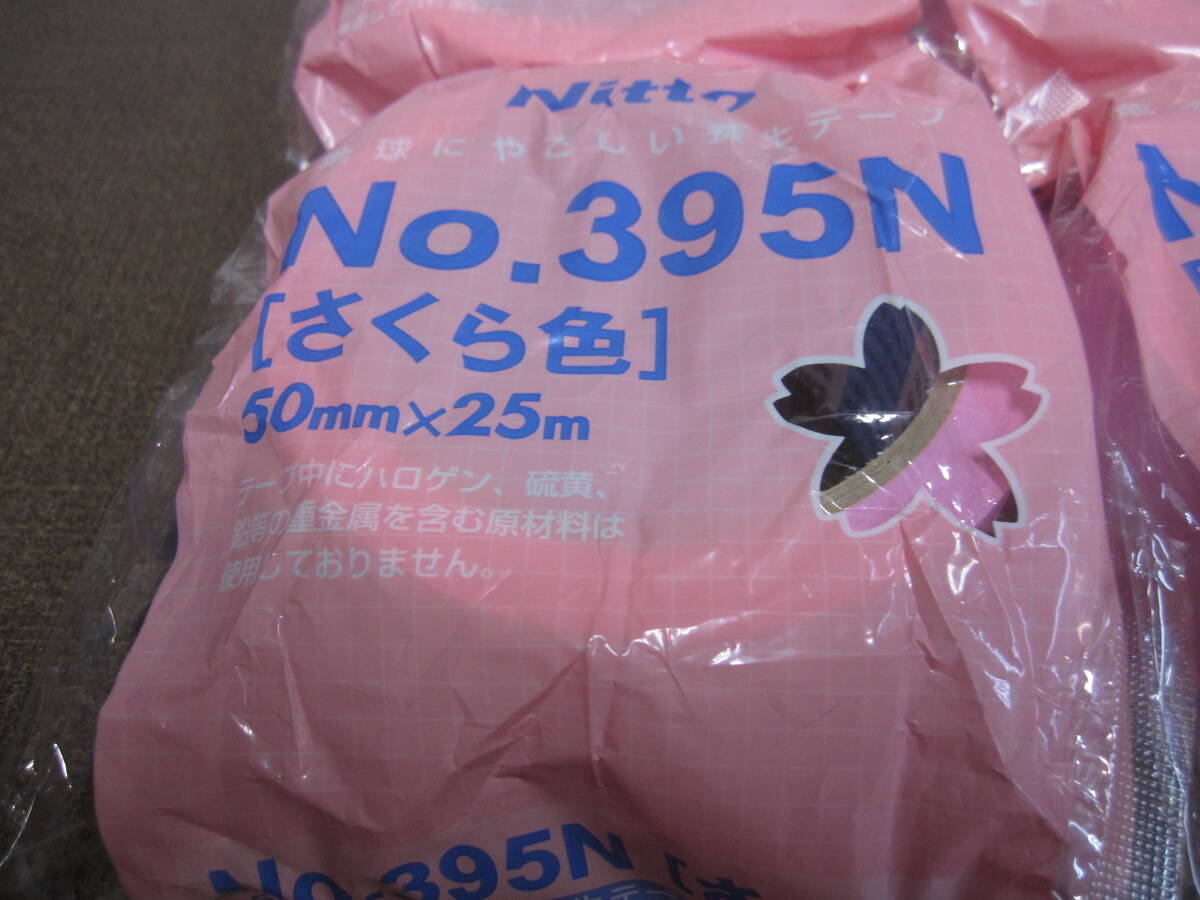 Nitto
地球にやさしい養生テープ
No.395N
[さくら色]
50mm×25m
テープ中にハロゲン、硫黄、
鉛等の重金属を含む原材料は
使用しておりません。
No.395N [さ